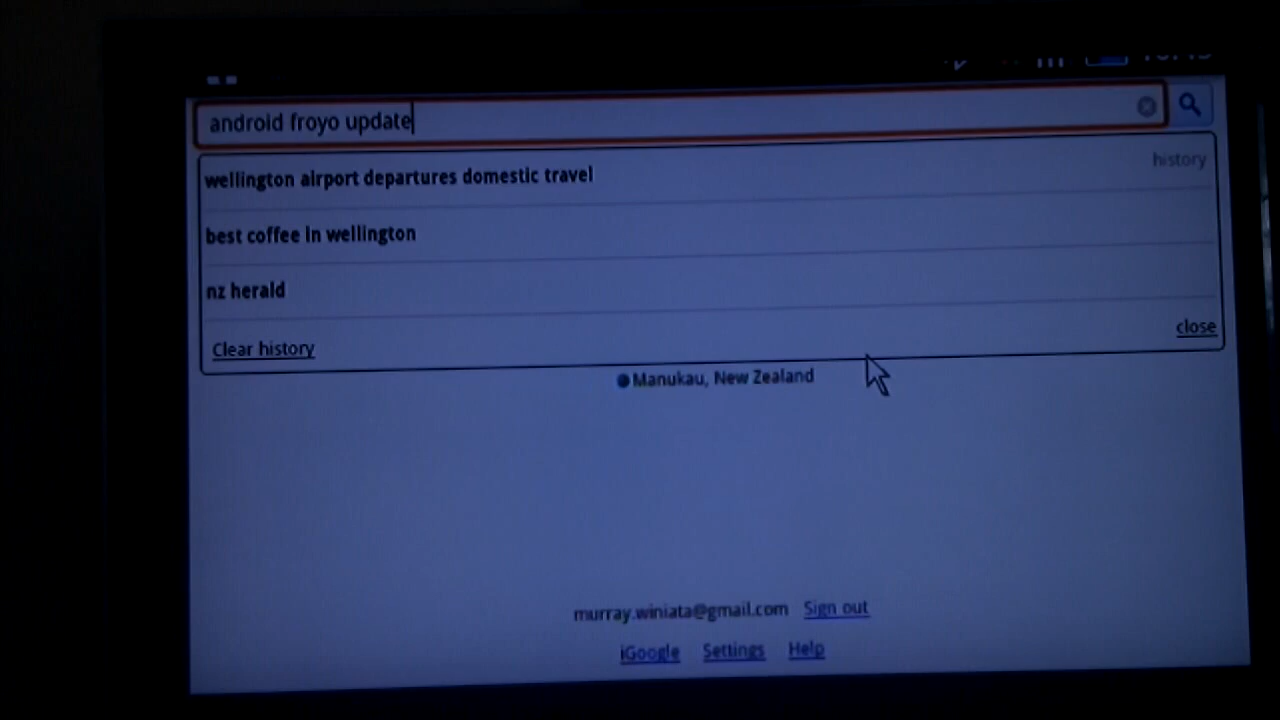 android froyo update
history
wellington airport departures domestic travel
best coffee in wellington
nz herald
Clear history
close
Manukau, New Zealand
murray.winiata@gmail.com Sign out
iGoogle Settings Help